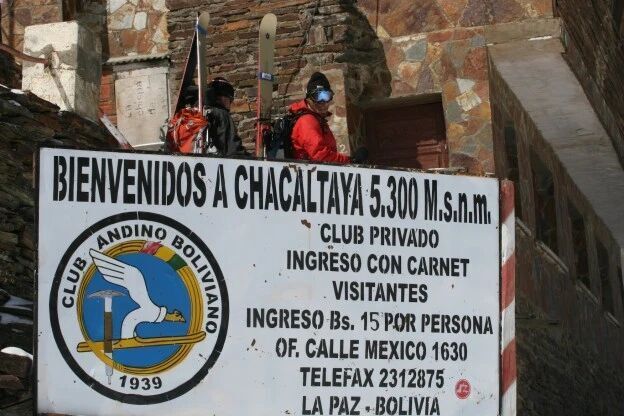 BIENVENIDOS A CHACALTAYA 5.300 M.s.n.m.
CLUB ANDINO BOLIVIANO
1939
CLUB PRIVADO
INGRESO CON CARNET
VISITANTES
INGRESO Bs. 15 POR PERSONA
OF. CALLE MEXICO 1630
TELEFAX 2312875
LA PAZ - BOLIVIA